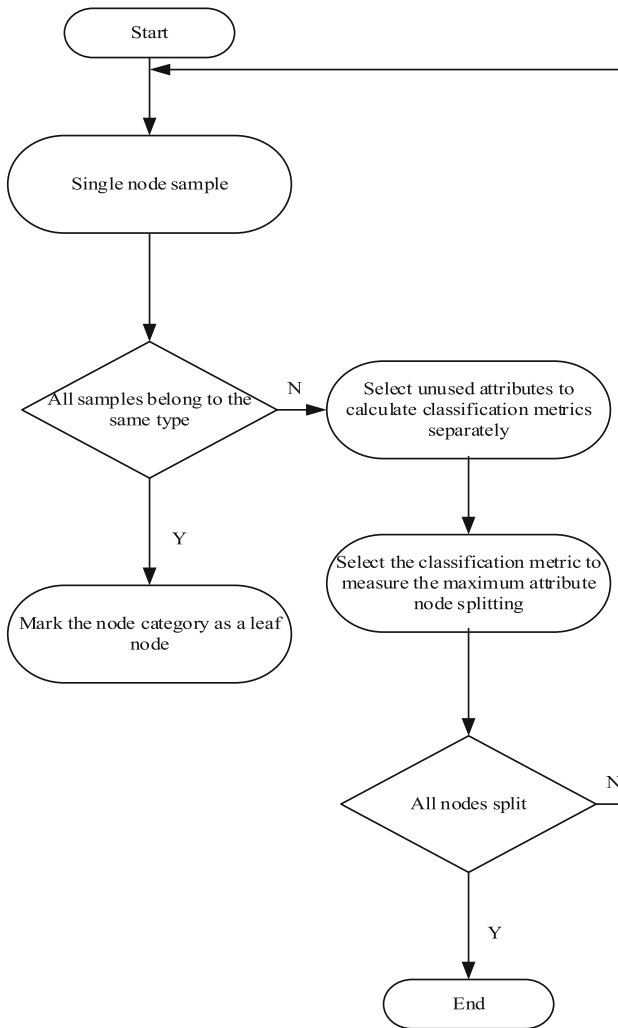 Start
Single node sample
All samples belong to the
same type
N
Select unused attributes to
calculate classification metrics
separately
Y
Select the classification metric to
measure the maximum attribute
node splitting
Mark the node category as a leaf
node
All nodes split
N
Y
End